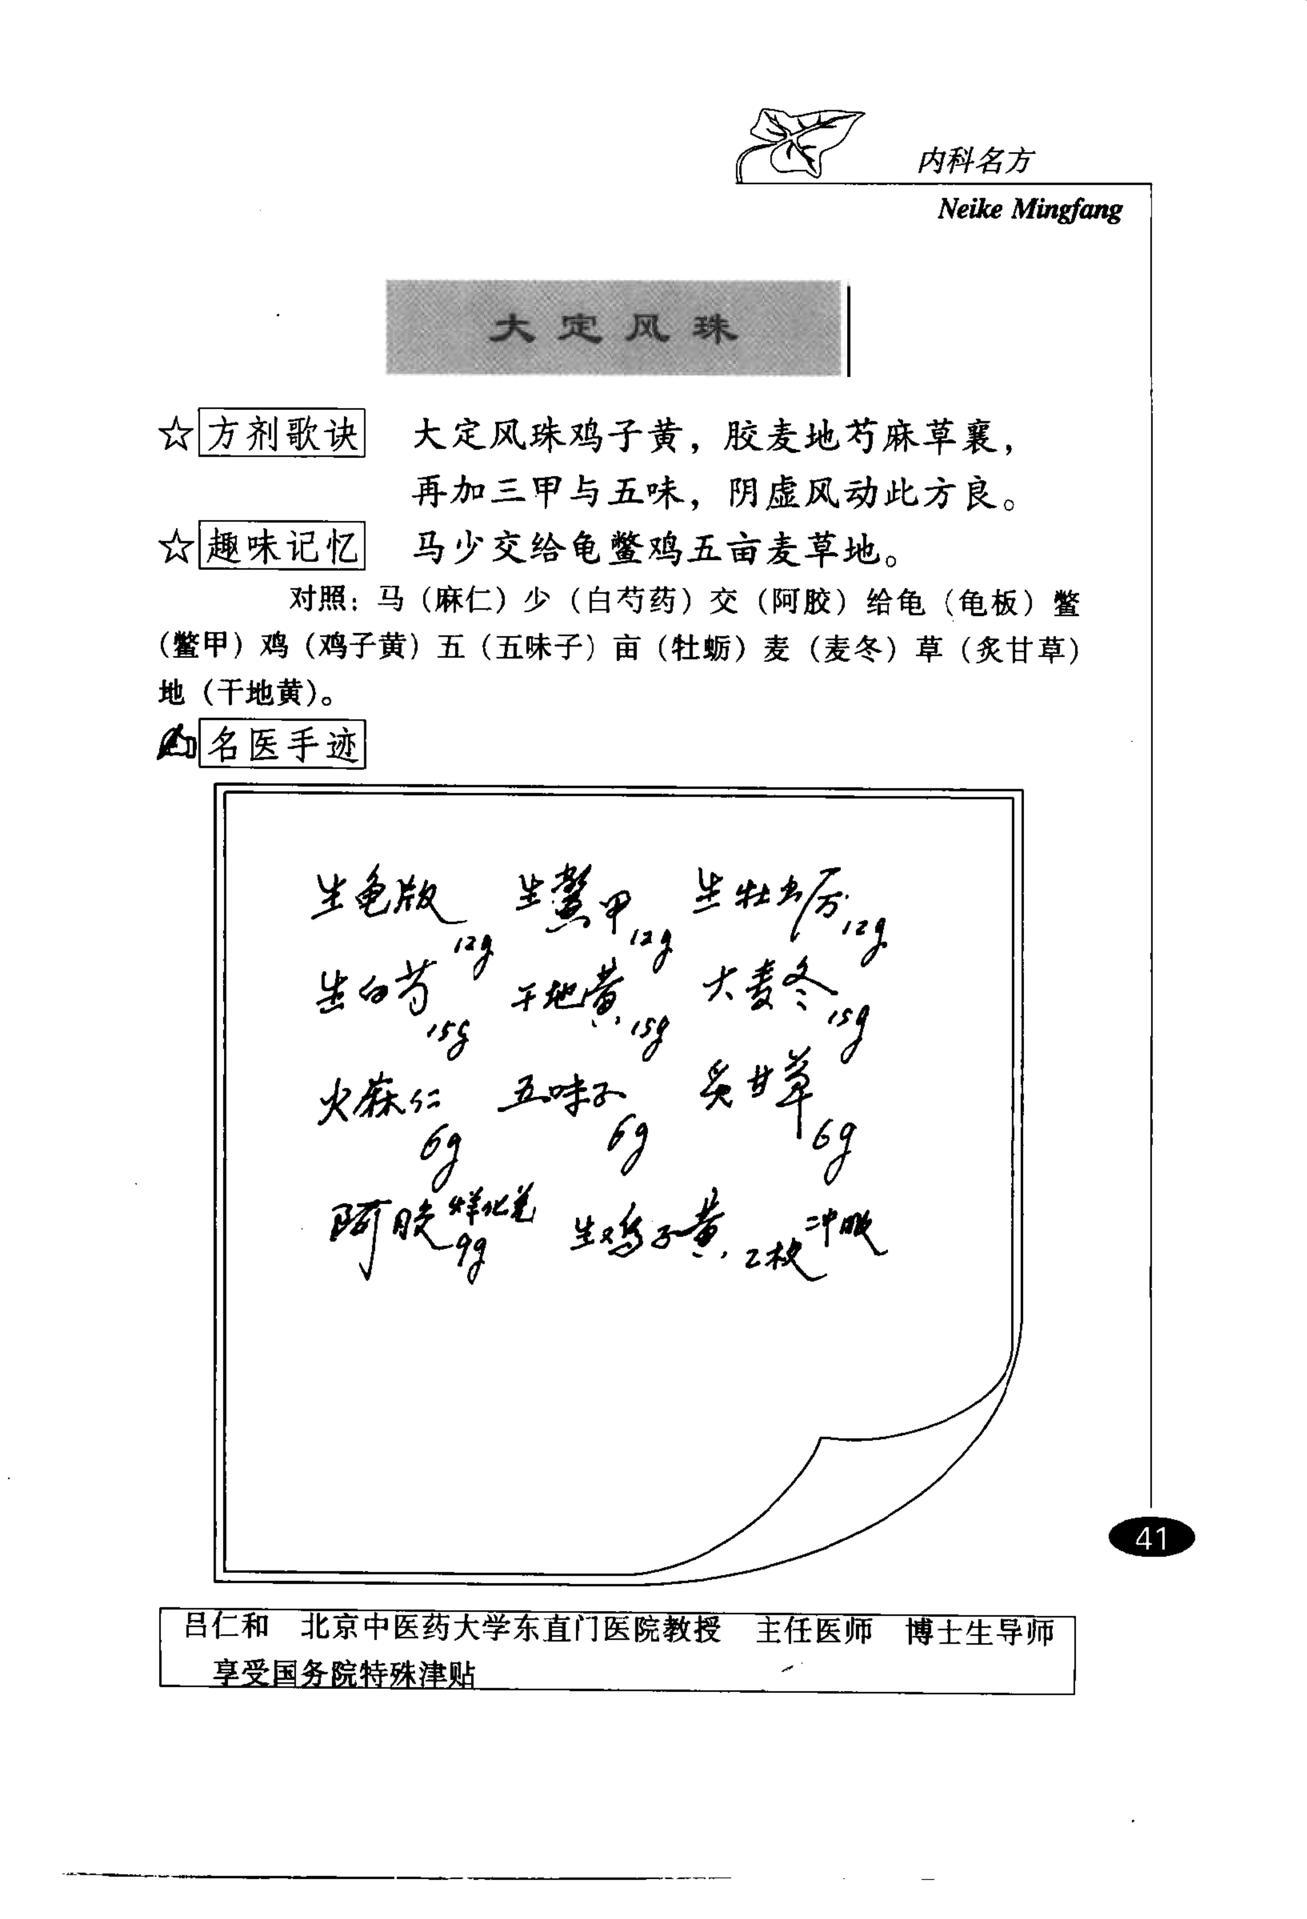 内科名方
Neike Mingfang
大定风珠
☆方剂歌诀 大定风珠鸡子黄，胶麦地芍麻草襄，
再加三甲与五味，阴虚风动此方良。
☆趣味记忆 马少交给龟鳖鸡五亩麦草地。
对照：马（麻仁）少（白芍药）交（阿胶）给龟（龟板）鳖
（鳖甲）鸡（鸡子黄）五（五味子）亩（牡蛎）麦（麦冬）草（炙甘草）
地（干地黄）。
名医手迹
生龟版 12g 生鳖甲 12g 生牡蛎 12g
生白芍 15g 干地黄 15g 大麦冬 15g
火麻仁 6g 五味子 6g 炙甘草 6g
阿胶 烊化兑 9g 生鸡子黄 2枚 冲服
41
吕仁和 北京中医药大学东直门医院教授 主任医师 博士生导师
享受国务院特殊津贴